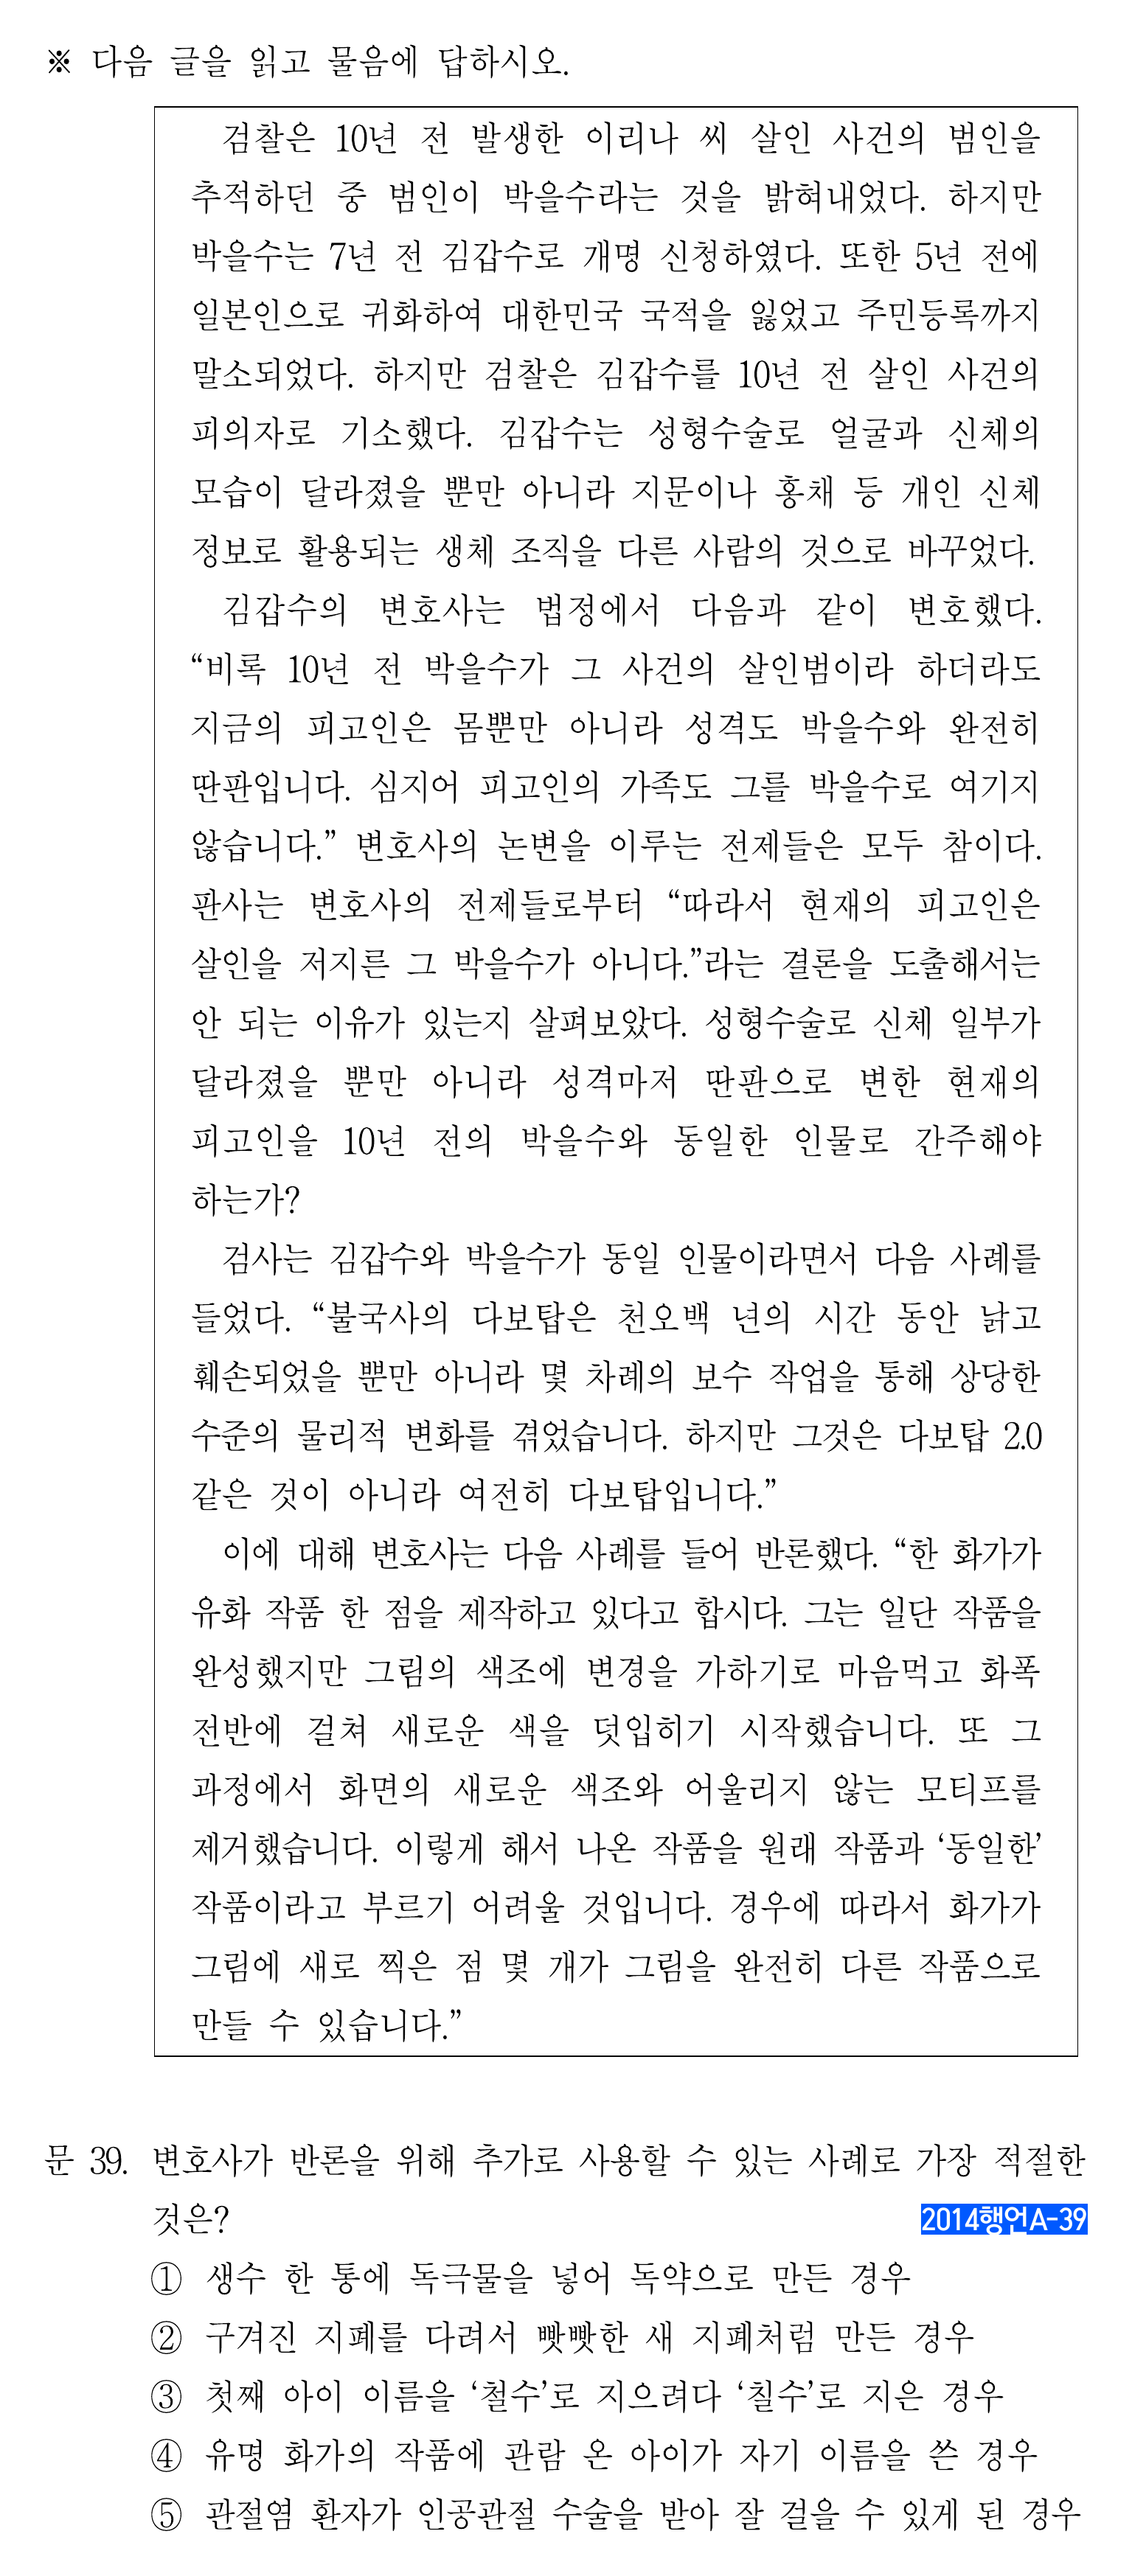 ※ 다음 글을 읽고 물음에 답하시오.
검찰은 10년 전 발생한 이리나 씨 살인 사건의 범인을
추적하던 중 범인이 박을수라는 것을 밝혀내었다. 하지만
박을수는 7년 전 김갑수로 개명 신청하였다. 또한 5년 전에
일본인으로 귀화하여 대한민국 국적을 잃었고 주민등록까지
말소되었다. 하지만 검찰은 김갑수를 10년 전 살인 사건의
피의자로 기소했다. 김갑수는 성형수술로 얼굴과 신체의
모습이 달라졌을 뿐만 아니라 지문이나 홍채 등 개인 신체
정보로 활용되는 생체 조직을 다른 사람의 것으로 바꾸었다.
김갑수의 변호사는 법정에서 다음과 같이 변호했다.
“비록 10년 전 박을수가 그 사건의 살인범이라 하더라도
지금의 피고인은 몸뿐만 아니라 성격도 박을수와 완전히
딴판입니다. 심지어 피고인의 가족도 그를 박을수로 여기지
않습니다.” 변호사의 논변을 이루는 전제들은 모두 참이다.
판사는 변호사의 전제들로부터 “따라서 현재의 피고인은
살인을 저지른 그 박을수가 아니다.”라는 결론을 도출해서는
안 되는 이유가 있는지 살펴보았다. 성형수술로 신체 일부가
달라졌을 뿐만 아니라 성격마저 딴판으로 변한 현재의
피고인을 10년 전의 박을수와 동일한 인물로 간주해야
하는가?
검사는 김갑수와 박을수가 동일 인물이라면서 다음 사례를
들었다. “불국사의 다보탑은 천오백 년의 시간 동안 낡고
훼손되었을 뿐만 아니라 몇 차례의 보수 작업을 통해 상당한
수준의 물리적 변화를 겪었습니다. 하지만 그것은 다보탑 2.0
같은 것이 아니라 여전히 다보탑입니다.”
이에 대해 변호사는 다음 사례를 들어 반론했다. “한 화가가
유화 작품 한 점을 제작하고 있다고 합시다. 그는 일단 작품을
완성했지만 그림의 색조에 변경을 가하기로 마음먹고 화폭
전반에 걸쳐 새로운 색을 덧입히기 시작했습니다. 또 그
과정에서 화면의 새로운 색조와 어울리지 않는 모티프를
제거했습니다. 이렇게 해서 나온 작품을 원래 작품과 ‘동일한’
작품이라고 부르기 어려울 것입니다. 경우에 따라서 화가가
그림에 새로 찍은 점 몇 개가 그림을 완전히 다른 작품으로
만들 수 있습니다.”
문 39. 변호사가 반론을 위해 추가로 사용할 수 있는 사례로 가장 적절한
것은? 2014행언A-39
① 생수 한 통에 독극물을 넣어 독약으로 만든 경우
② 구겨진 지폐를 다려서 빳빳한 새 지폐처럼 만든 경우
③ 첫째 아이 이름을 ‘철수’로 지으려다 ‘칠수’로 지은 경우
④ 유명 화가의 작품에 관람 온 아이가 자기 이름을 쓴 경우
⑤ 관절염 환자가 인공관절 수술을 받아 잘 걸을 수 있게 된 경우